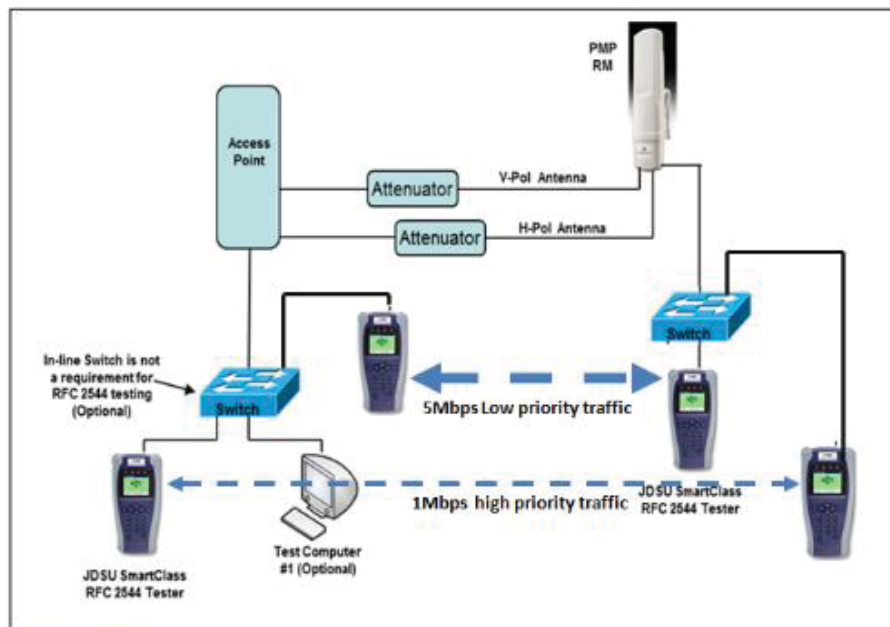 PMP
RM
Access
Point
Attenuator
V-Pol Antenna
Attenuator
H-Pol Antenna
Switch
In-line Switch is not
a requirement for
RFC 2544 testing
(Optional)
Switch
5Mbps Low priority traffic
1Mbps high priority traffic
JDSU SmartClass
RFC 2544 Tester
Test Computer
#1 (Optional)
JDSU SmartClass
RFC 2544 Tester